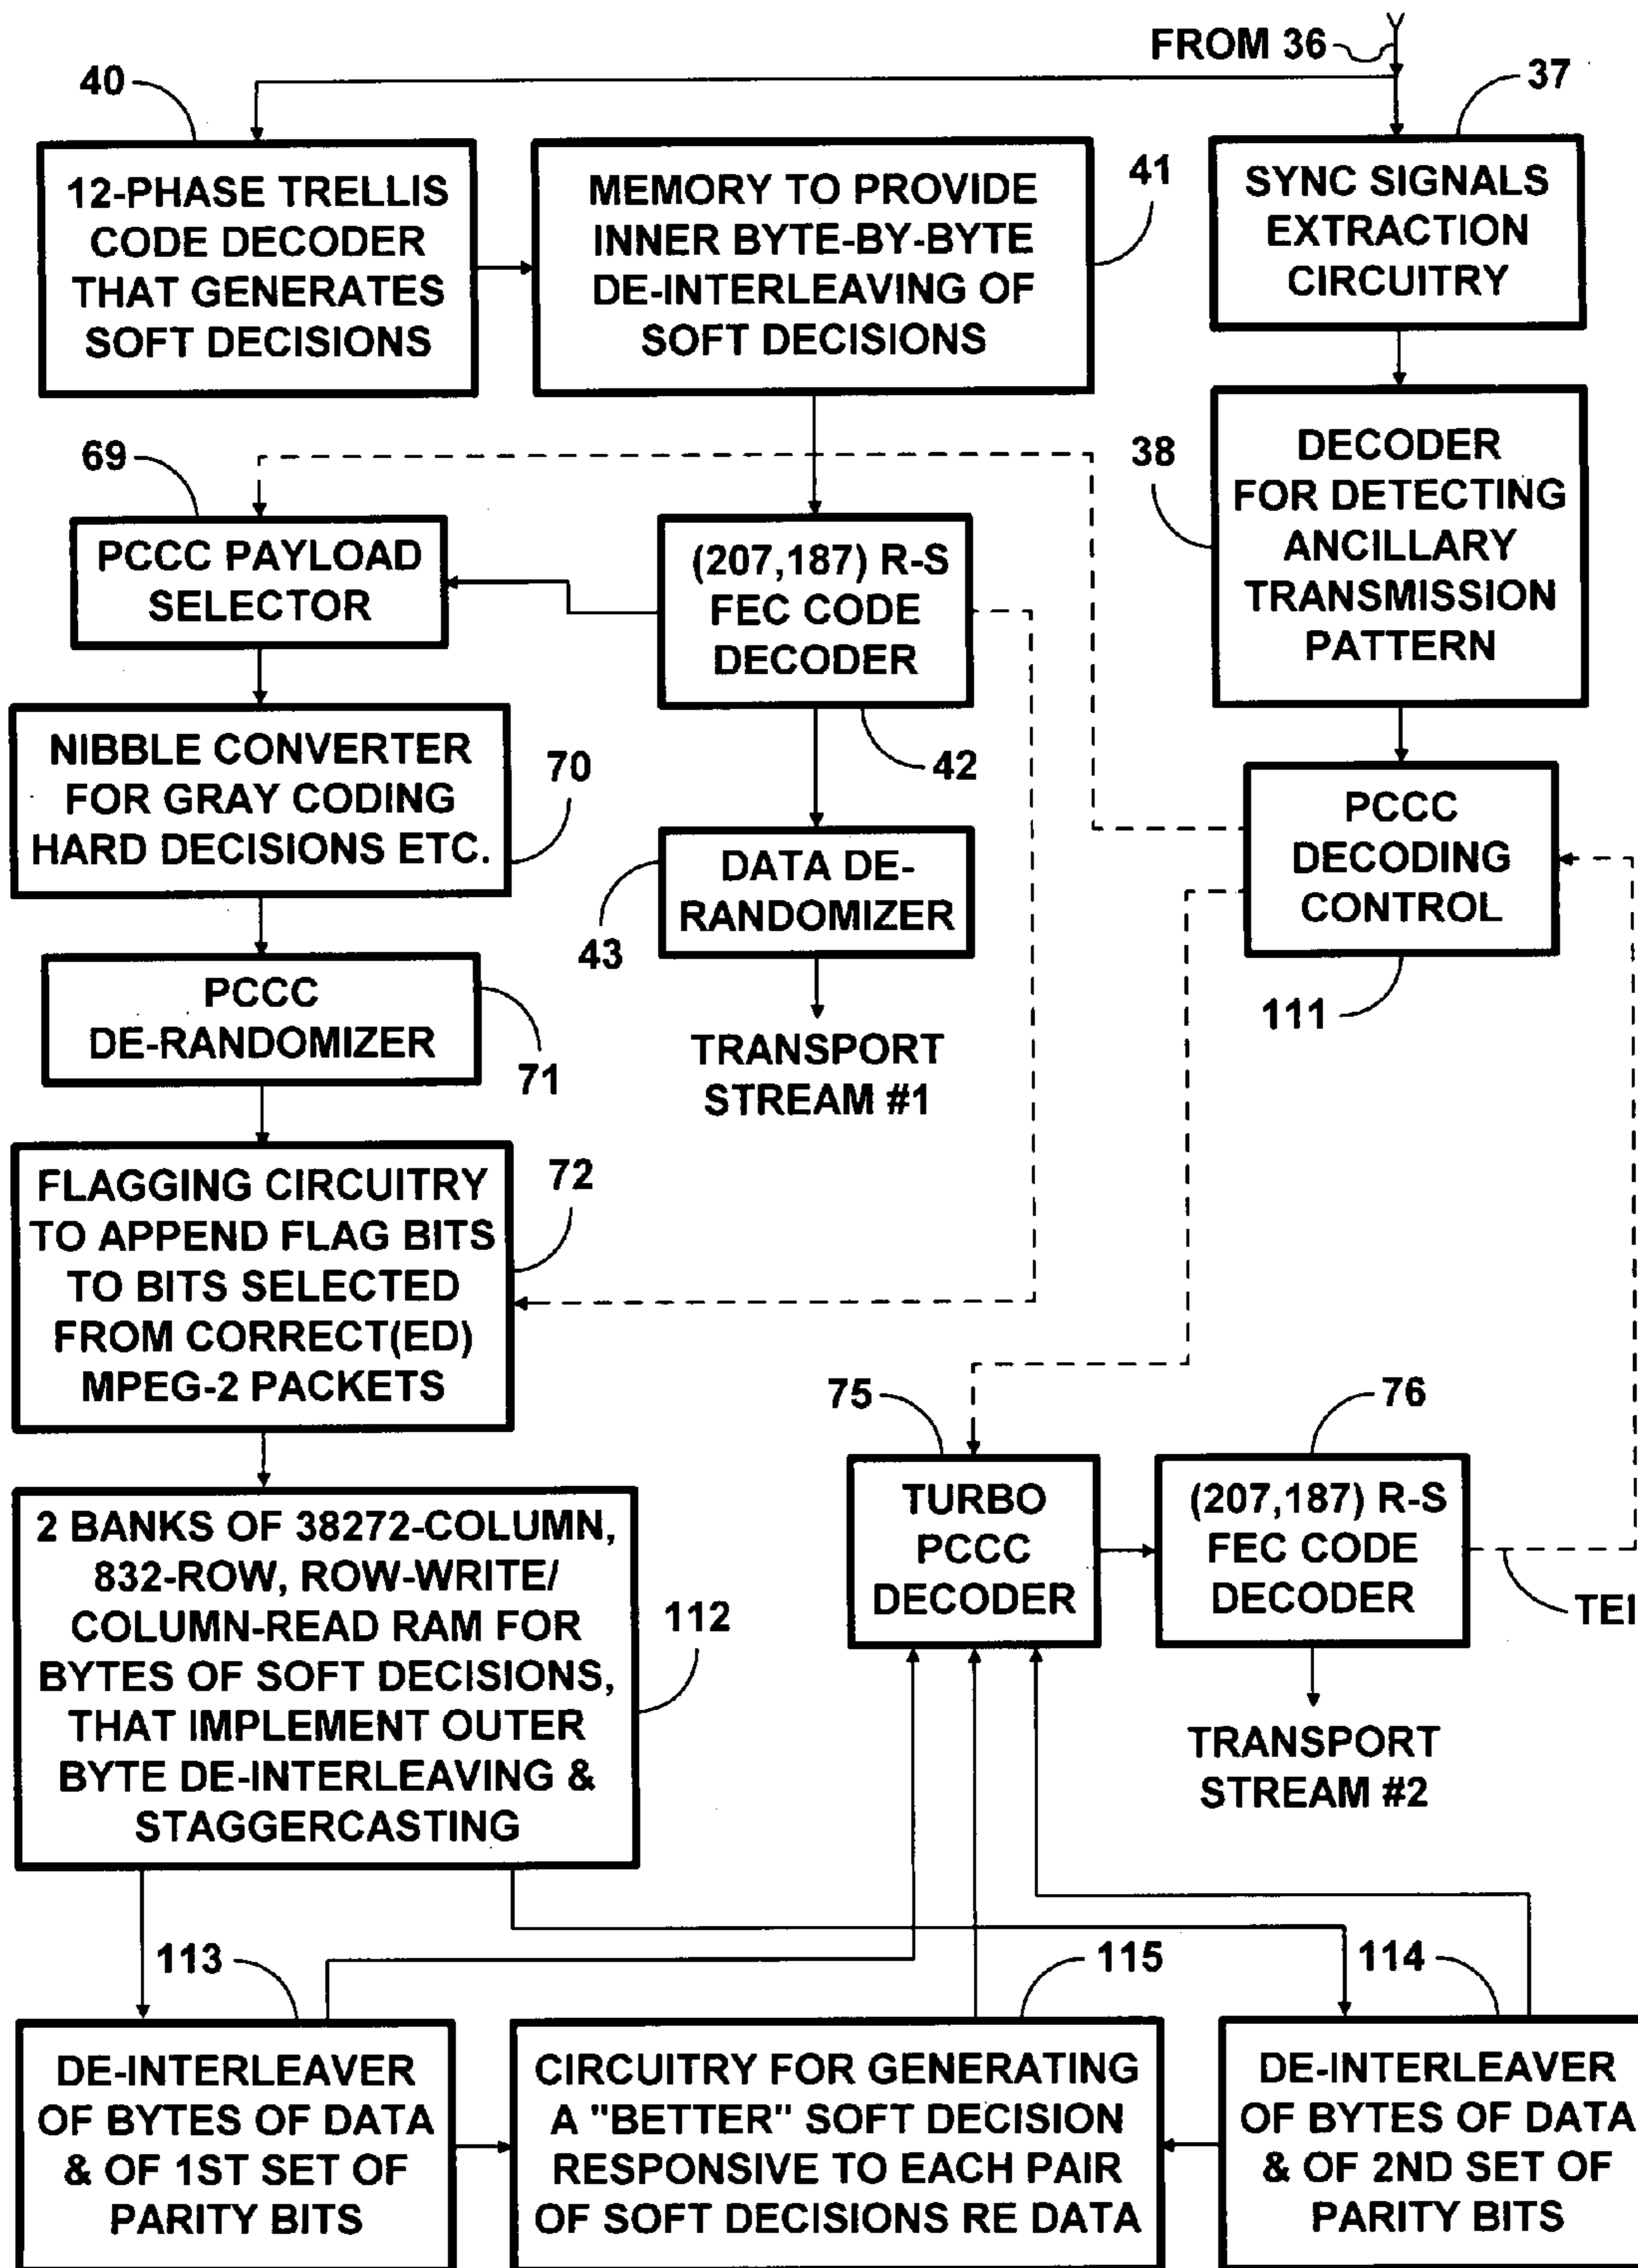 FROM 36
40
37
12-PHASE TRELLIS
CODE DECODER
THAT GENERATES
SOFT DECISIONS
MEMORY TO PROVIDE
INNER BYTE-BY-BYTE
DE-INTERLEAVING OF
SOFT DECISIONS
41
SYNC SIGNALS
EXTRACTION
CIRCUITRY
69
38
DECODER
FOR DETECTING
ANCILLARY
TRANSMISSION
PATTERN
PCCC PAYLOAD
SELECTOR
(207,187) R-S
FEC CODE
DECODER
42
NIBBLE CONVERTER
FOR GRAY CODING
HARD DECISIONS ETC.
70
DATA DE-
RANDOMIZER
43
PCCC
DECODING
CONTROL
111
PCCC
DE-RANDOMIZER
71
TRANSPORT
STREAM #1
FLAGGING CIRCUITRY
TO APPEND FLAG BITS
TO BITS SELECTED
FROM CORRECT(ED)
MPEG-2 PACKETS
72
75
76
TURBO
PCCC
DECODER
(207,187) R-S
FEC CODE
DECODER
TEI
2 BANKS OF 38272-COLUMN,
832-ROW, ROW-WRITE/
COLUMN-READ RAM FOR
BYTES OF SOFT DECISIONS,
THAT IMPLEMENT OUTER
BYTE DE-INTERLEAVING &
STAGGERCASTING
112
TRANSPORT
STREAM #2
113
115
114
DE-INTERLEAVER
OF BYTES OF DATA
& OF 1ST SET OF
PARITY BITS
CIRCUITRY FOR GENERATING
A "BETTER" SOFT DECISION
RESPONSIVE TO EACH PAIR
OF SOFT DECISIONS RE DATA
DE-INTERLEAVER
OF BYTES OF DATA
& OF 2ND SET OF
PARITY BITS